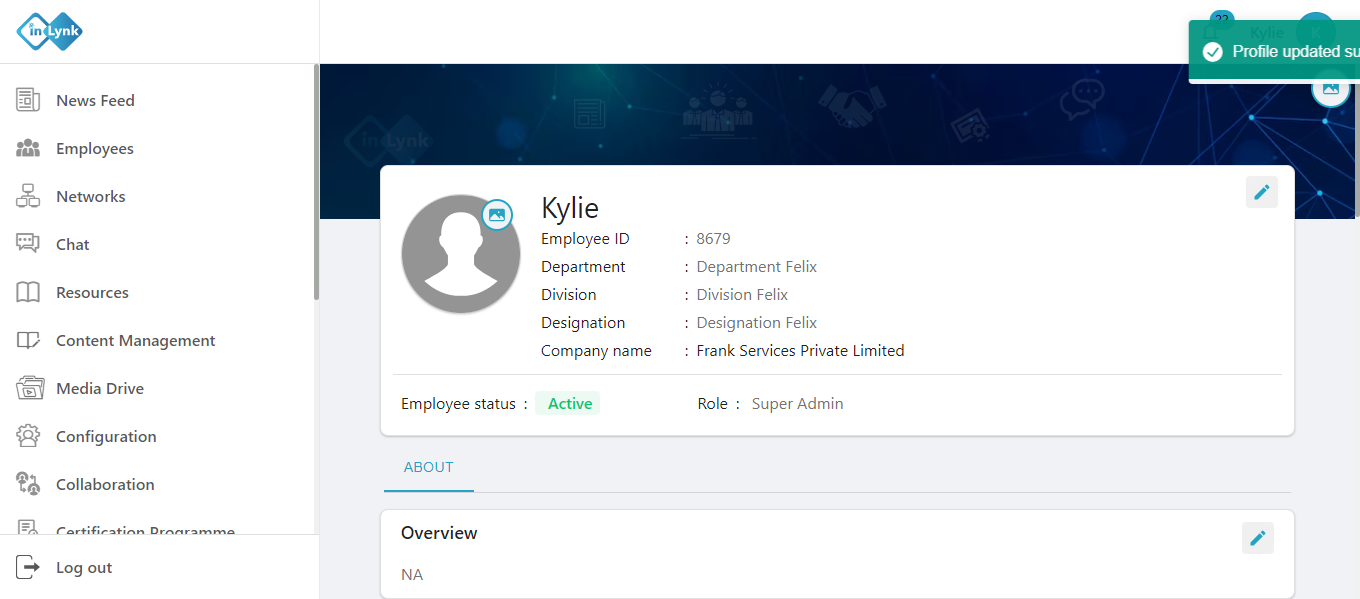 inLynk
22
Kylie
K
Profile updated su
News Feed
Employees
Networks
Chat
Resources
Content Management
Media Drive
Configuration
Collaboration
Certification Programme
Log out
inLynk
Kylie
Employee ID : 8679
Department : Department Felix
Division : Division Felix
Designation : Designation Felix
Company name : Frank Services Private Limited
Employee status : Active
Role : Super Admin
ABOUT
Overview
NA